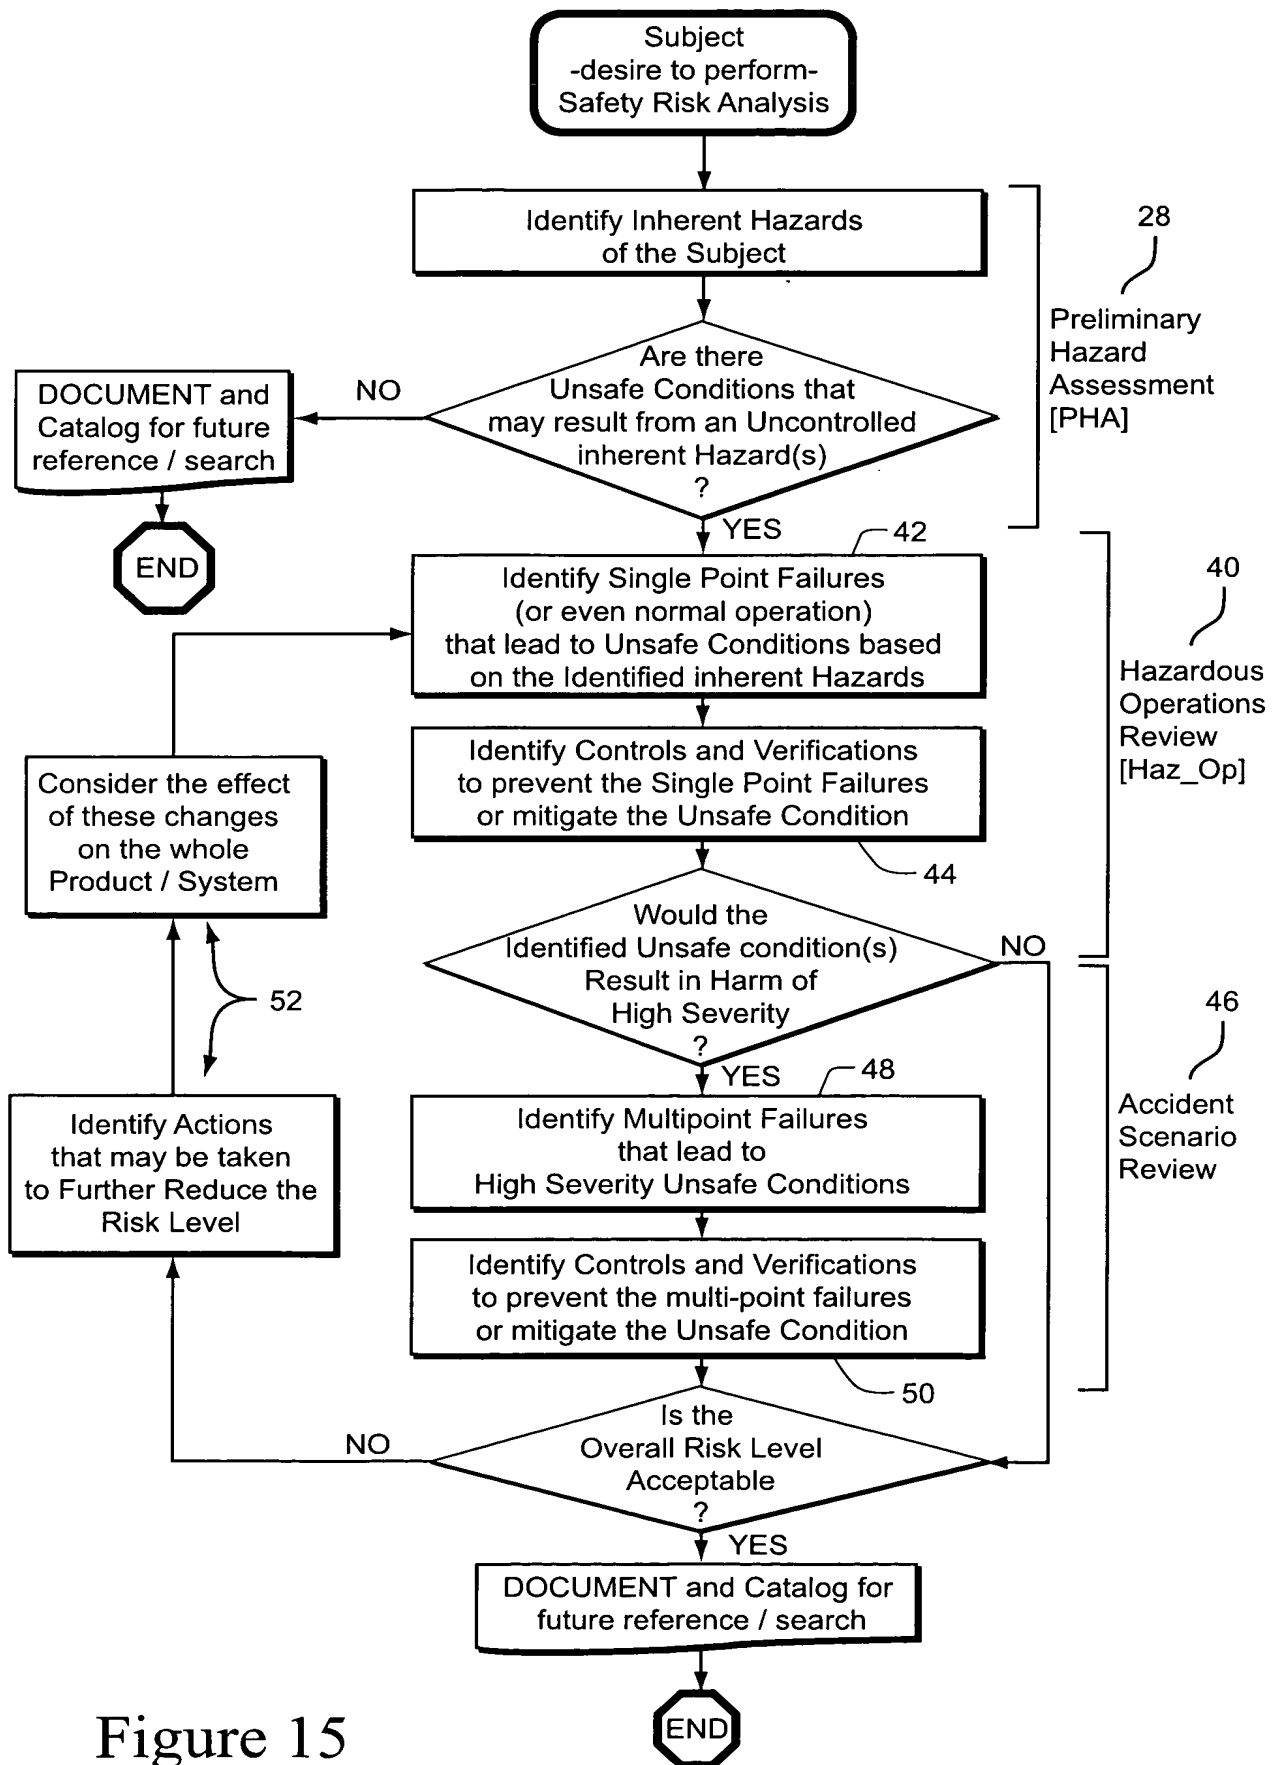 Subject
-desire to perform-
Safety Risk Analysis
Identify Inherent Hazards
of the Subject
28
Preliminary
Hazard
Assessment
[PHA]
Are there
Unsafe Conditions that
may result from an Uncontrolled
inherent Hazard(s)
?
NO
DOCUMENT and
Catalog for future
reference / search
END
YES
42
Identify Single Point Failures
(or even normal operation)
that lead to Unsafe Conditions based
on the Identified inherent Hazards
40
Hazardous
Operations
Review
[Haz_Op]
Identify Controls and Verifications
to prevent the Single Point Failures
or mitigate the Unsafe Condition
44
Consider the effect
of these changes
on the whole
Product / System
Would the
Identified Unsafe condition(s)
Result in Harm of
High Severity
?
NO
52
46
Accident
Scenario
Review
YES
48
Identify Multipoint Failures
that lead to
High Severity Unsafe Conditions
Identify Actions
that may be taken
to Further Reduce the
Risk Level
Identify Controls and Verifications
to prevent the multi-point failures
or mitigate the Unsafe Condition
50
Is the
Overall Risk Level
Acceptable
?
NO
YES
DOCUMENT and Catalog for
future reference / search
END
Figure 15